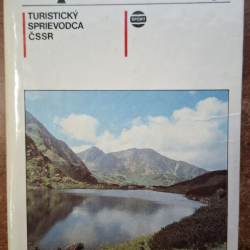 TURISTICKÝ
SPRIEVODCA
ČSSR
ŠPORT